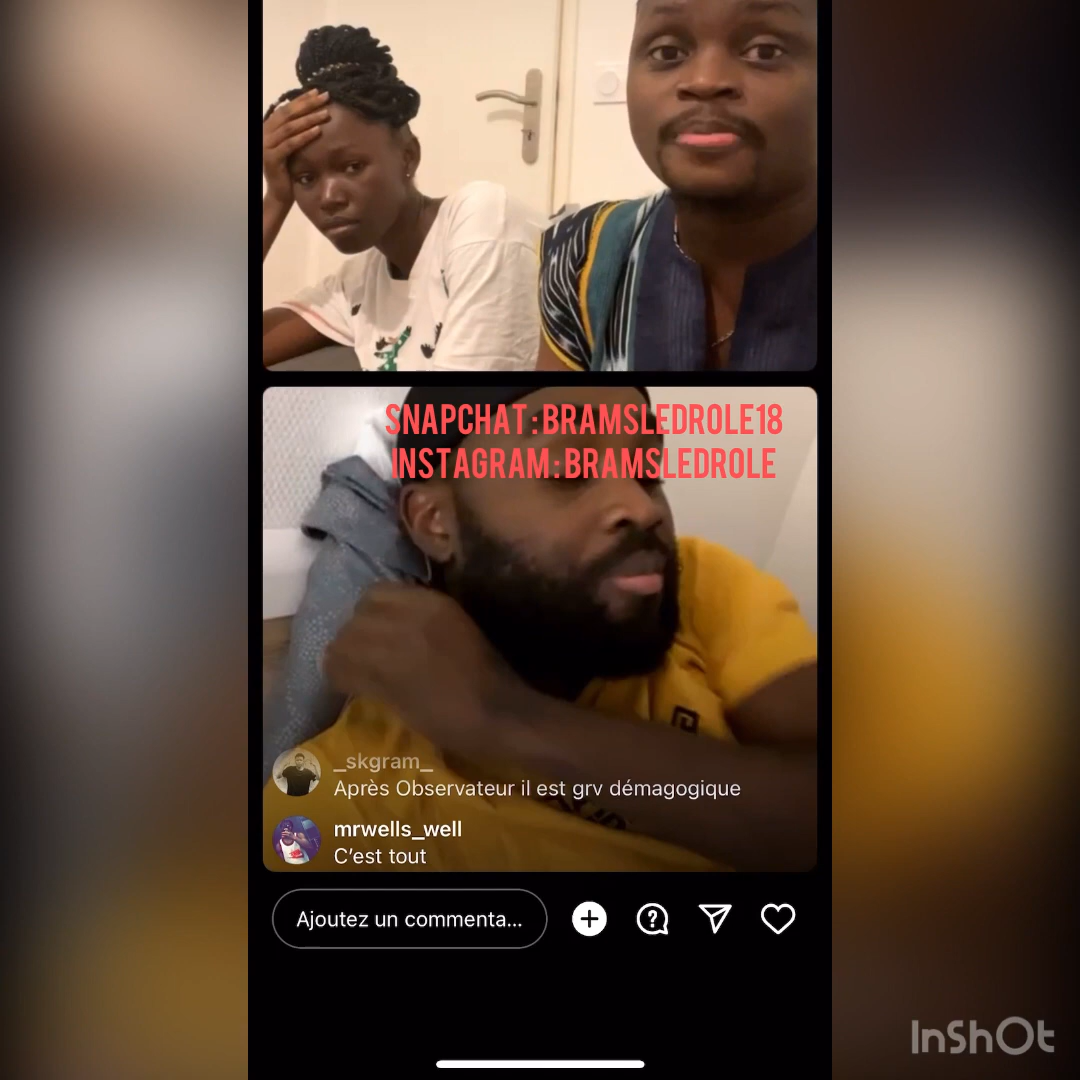 SNAPCHAT : BRAMSLEDROLE18
INSTAGRAM : BRAMSLEDROLE
_skgram_
Après Observateur il est grv démagogique
mrwells_well
C'est tout
Ajoutez un commenta...
InShOt